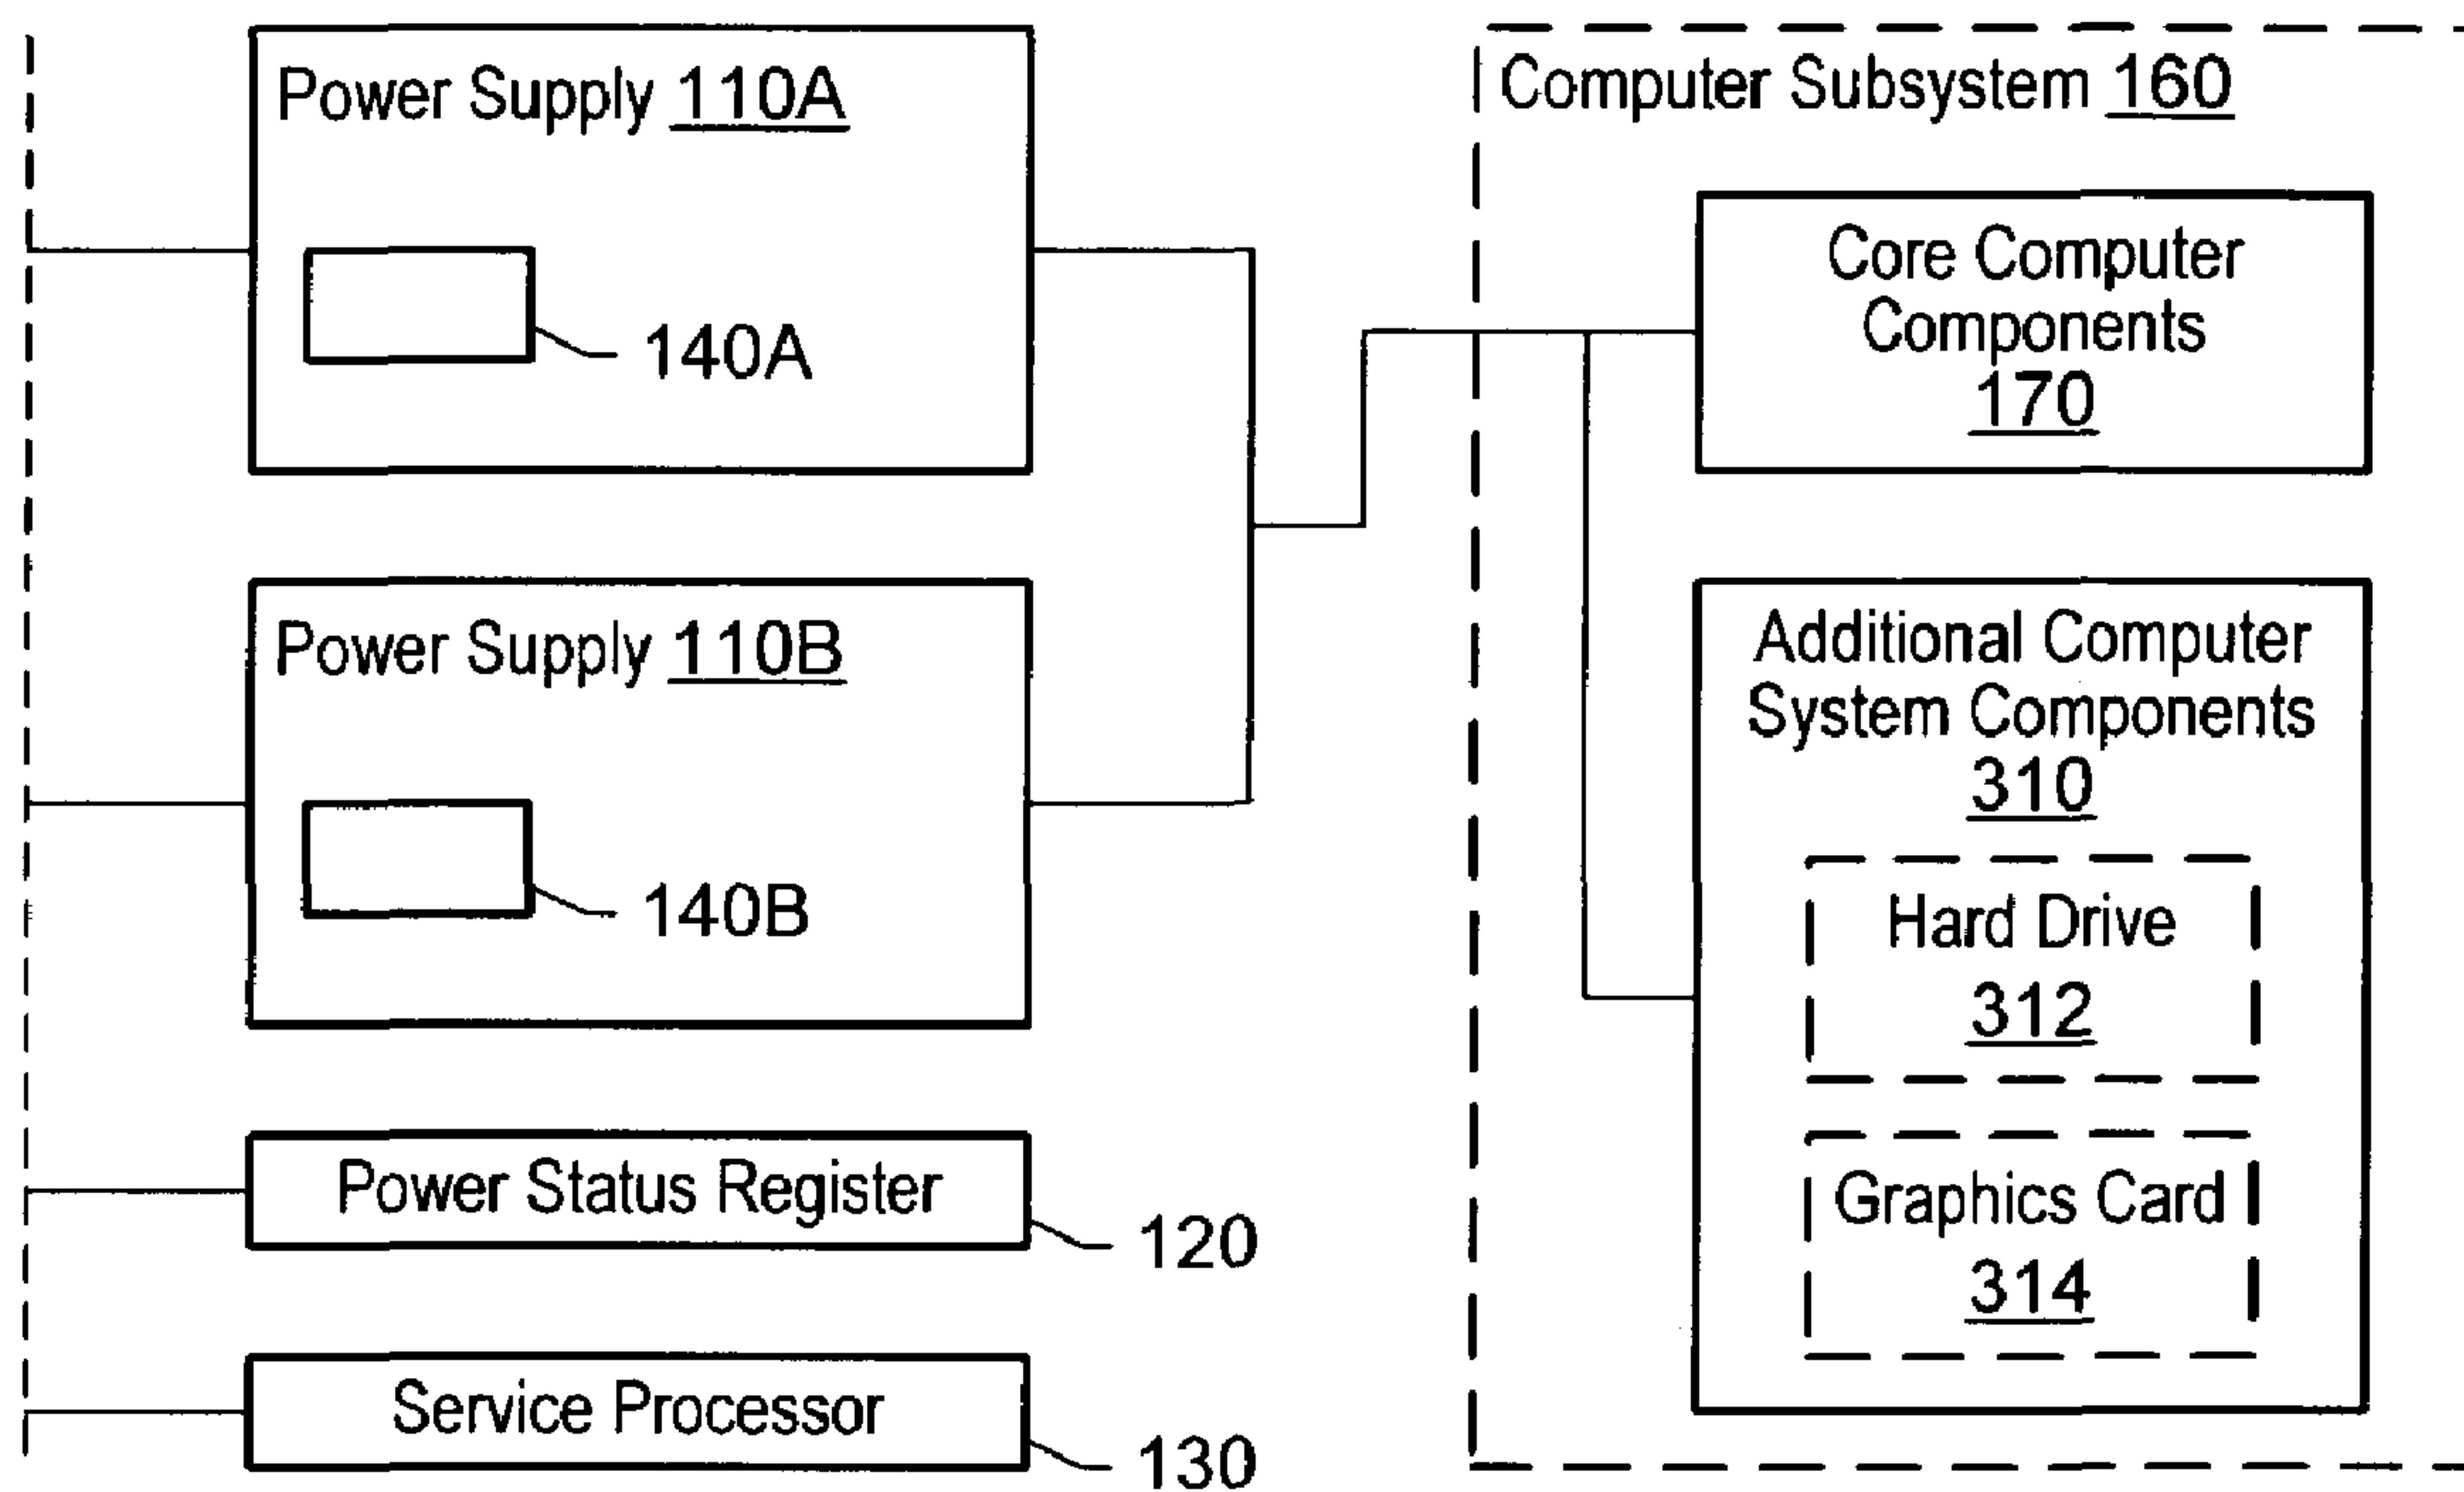 Power Supply 110A
140A
Power Supply 110B
140B
Power Status Register
120
Service Processor
130
Computer Subsystem 160
Core Computer
Components
170
Additional Computer
System Components
310
Hard Drive
312
Graphics Card
314